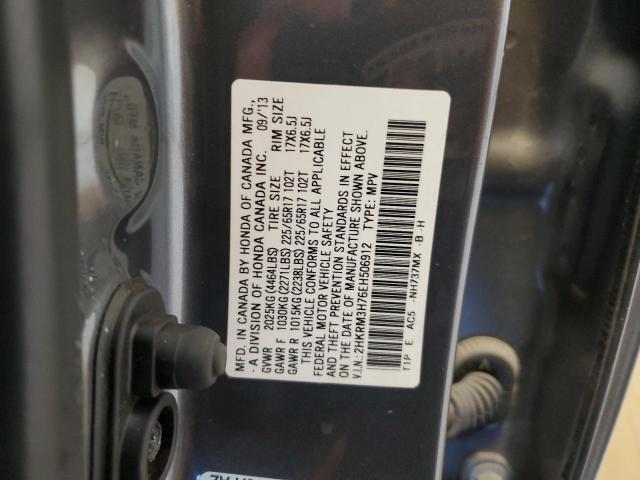 MFD. IN CANADA BY HONDA OF CANADA MFG.,
- A DIVISION OF HONDA CANADA INC. 09/'13
GVWR 2025KG(4464LBS) TIRE SIZE RIM SIZE
GAWR F 1030KG(2271LBS) 225/65R17 102T 17X6.5J
GAWR R 1015KG(2238LBS) 225/65R17 102T 17X6.5J
THIS VEHICLE CONFORMS TO ALL APPLICABLE
FEDERAL MOTOR VEHICLE SAFETY
AND THEFT PREVENTION STANDARDS IN EFFECT
ON THE DATE OF MANUFACTURE SHOWN ABOVE.
V.I.N.: 2HKRM3H76EH506912 TYPE: MPV
T1P E AC5 -NH737MX -B -H